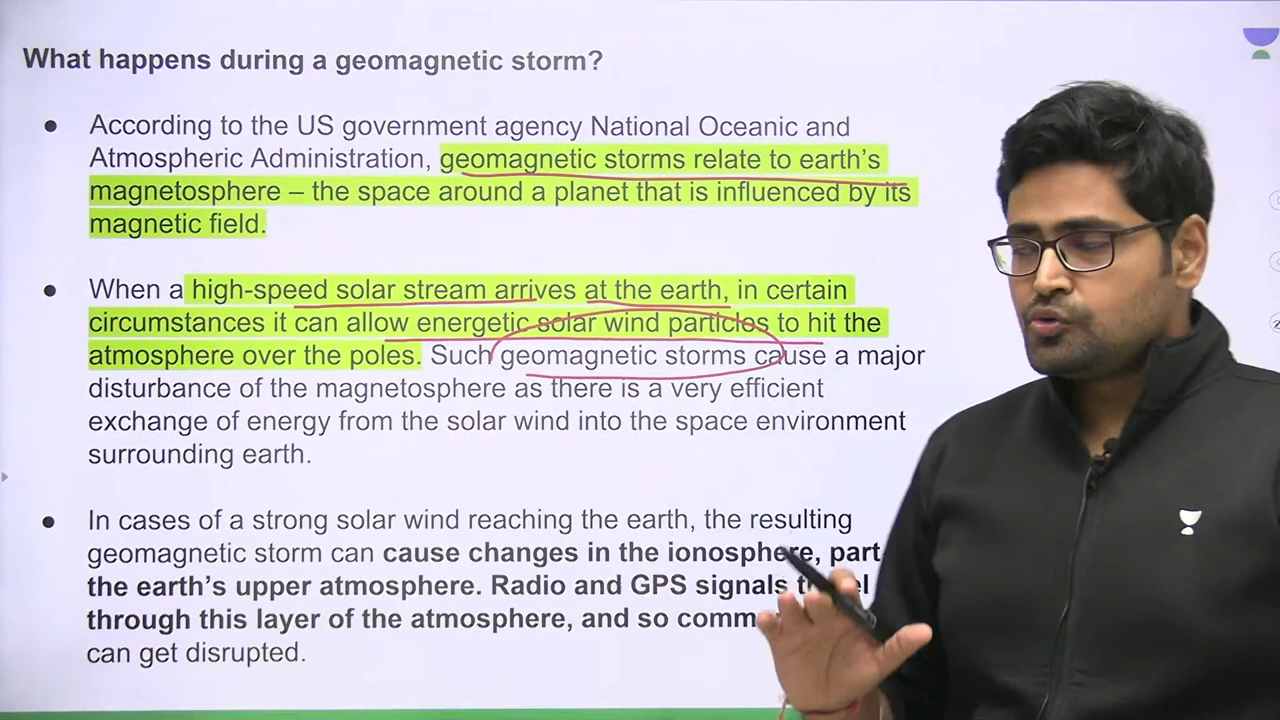 What happens during a geomagnetic storm?
● According to the US government agency National Oceanic and
Atmospheric Administration, geomagnetic storms relate to earth's
magnetosphere – the space around a planet that is influenced by its
magnetic field.
● When a high-speed solar stream arrives at the earth, in certain
circumstances it can allow energetic solar wind particles to hit the
atmosphere over the poles. Such geomagnetic storms cause a major
disturbance of the magnetosphere as there is a very efficient
exchange of energy from the solar wind into the space environment
surrounding earth.
● In cases of a strong solar wind reaching the earth, the resulting
geomagnetic storm can cause changes in the ionosphere, part
the earth's upper atmosphere. Radio and GPS signals
through this layer of the atmosphere, and so
can get disrupted.